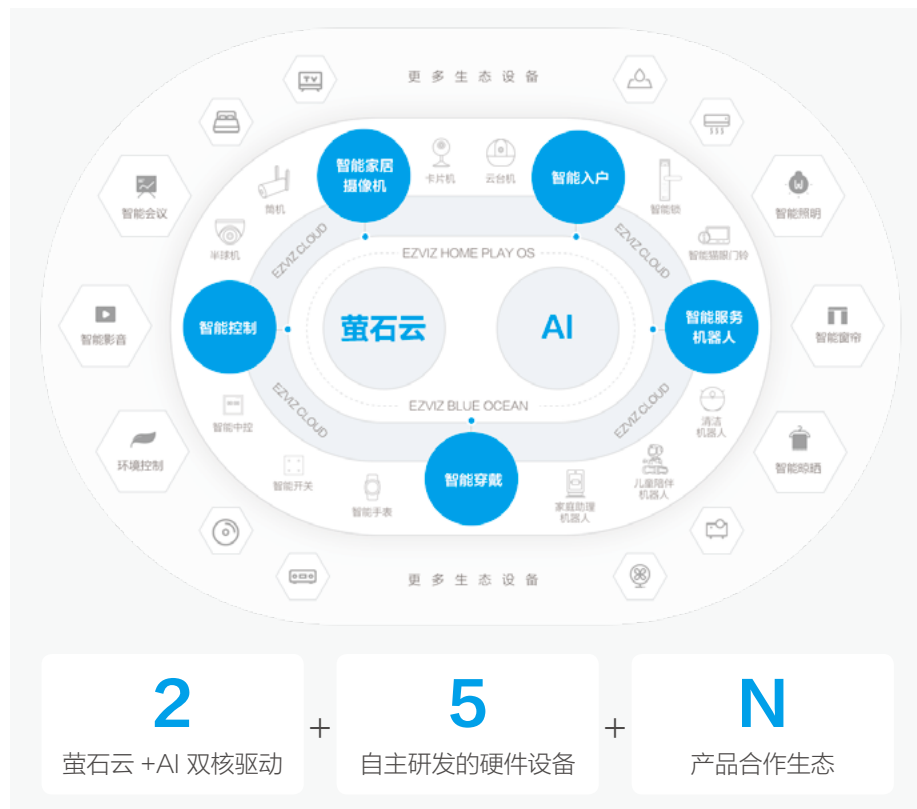 更多生态设备
TV
智能家居
摄像机
卡片机
云台机
智能入户
筒机
智能锁
智能会议
智能照明
半球机
EZVIZ CLOUD
EZVIZ HOME PLAY OS
EZVIZ CLOUD
智能猫眼门铃
智能控制
萤石云
AI
智能服务
机器人
智能影音
智能窗帘
EZVIZ CLOUD
EZVIZ BLUE OCEAN
EZVIZ CLOUD
智能中控
清洁
机器人
环境控制
智能穿戴
智能晾晒
智能开关
智能手表
家庭助理
机器人
儿童陪伴
机器人
更多生态设备
2
+
5
+
N
萤石云 +AI 双核驱动
自主研发的硬件设备
产品合作生态